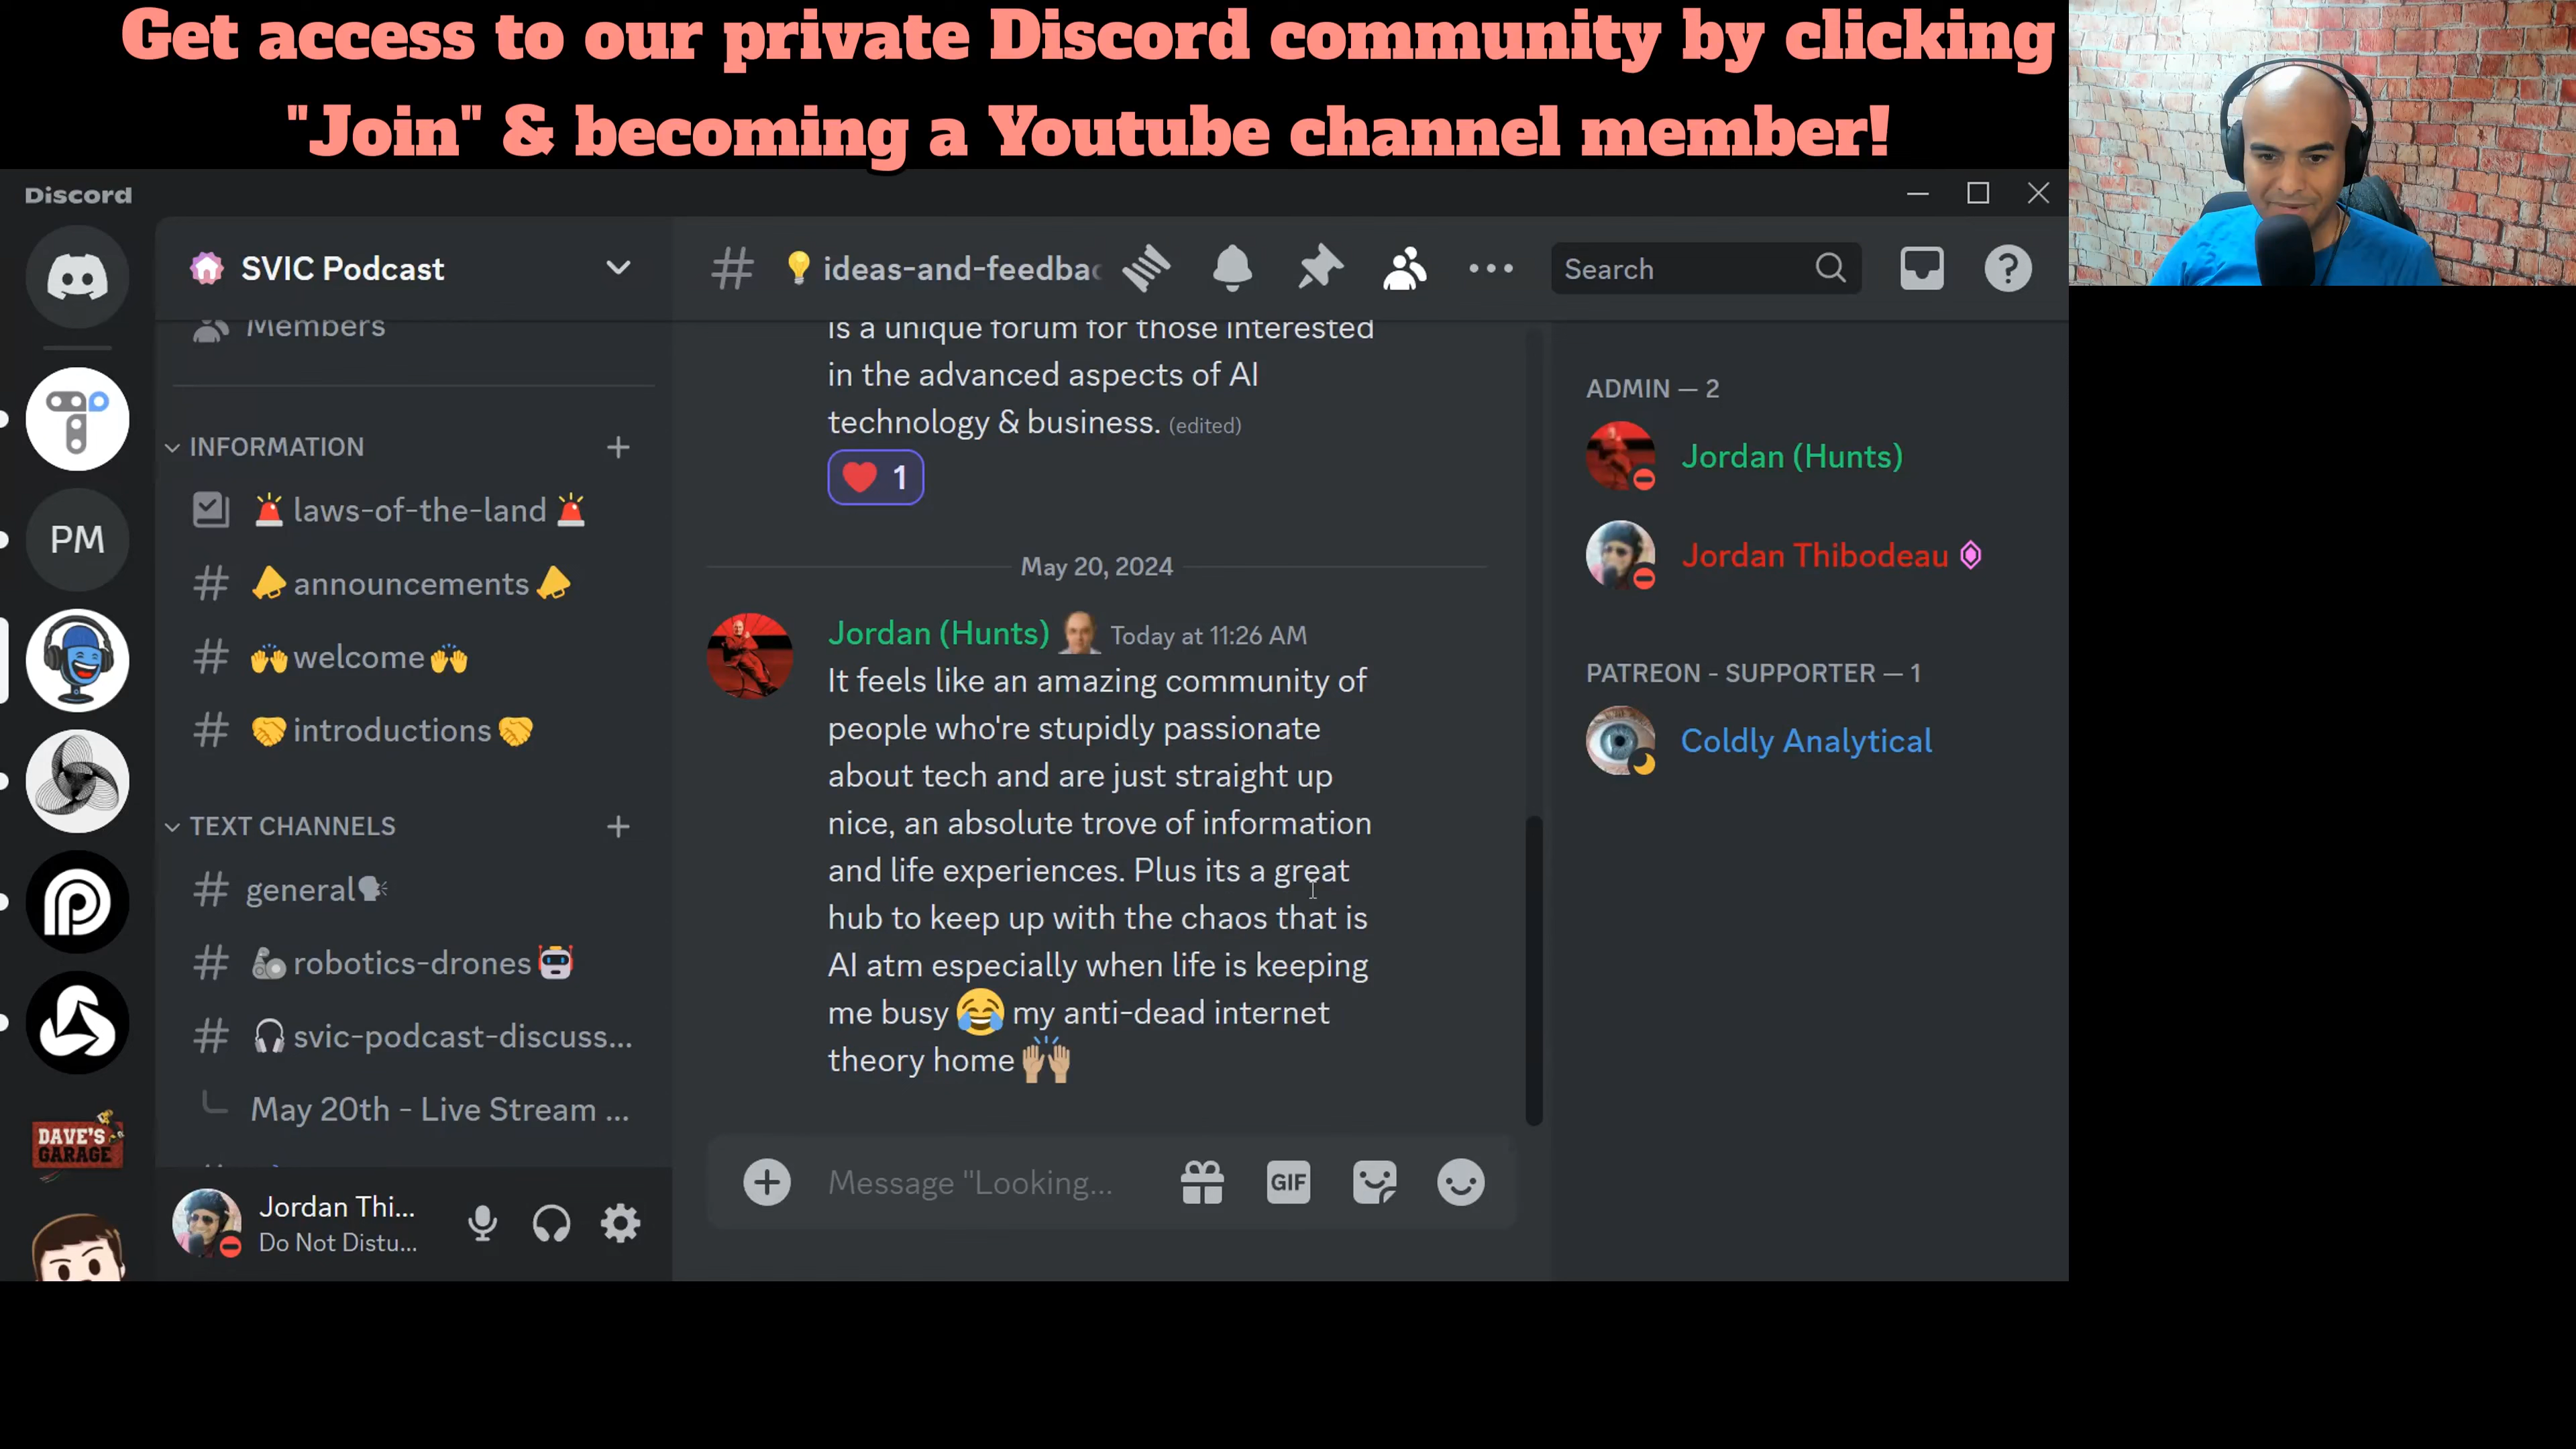 Get access to our private Discord community by clicking
"Join" & becoming a Youtube channel member!
Discord
SVIC Podcast
Members
INFORMATION
🚨 laws-of-the-land 🚨
📣 announcements 📣
🙌 welcome 🙌
🤝 introductions 🤝
TEXT CHANNELS
general🗣
🦾 robotics-drones 🤖
🎧 svic-podcast-discuss...
May 20th - Live Stream ...
PM
DAVE'S
GARAGE
Jordan Thi...
Do Not Distu...
💡 ideas-and-feedbac
Search
is a unique forum for those interested
in the advanced aspects of AI
technology & business. (edited)
❤️ 1
May 20, 2024
Jordan (Hunts) Today at 11:26 AM
It feels like an amazing community of
people who're stupidly passionate
about tech and are just straight up
nice, an absolute trove of information
and life experiences. Plus its a great
hub to keep up with the chaos that is
AI atm especially when life is keeping
me busy 😂 my anti-dead internet
theory home 🙌🏼
Message "Looking...
GIF
ADMIN — 2
Jordan (Hunts)
Jordan Thibodeau
PATREON - SUPPORTER — 1
Coldly Analytical